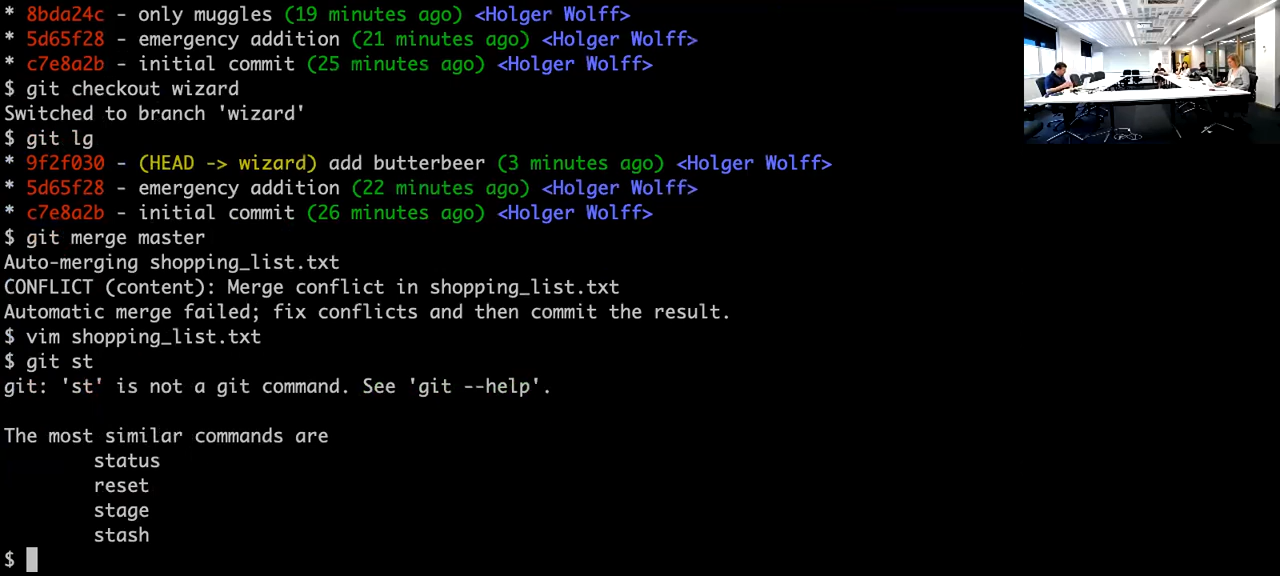 * 8bda24c - only muggles (19 minutes ago) <Holger Wolff>
* 5d65f28 - emergency addition (21 minutes ago) <Holger Wolff>
* c7e8a2b - initial commit (25 minutes ago) <Holger Wolff>
$ git checkout wizard
Switched to branch 'wizard'
$ git lg
* 9f2f030 - (HEAD -> wizard) add butterbeer (3 minutes ago) <Holger Wolff>
* 5d65f28 - emergency addition (22 minutes ago) <Holger Wolff>
* c7e8a2b - initial commit (26 minutes ago) <Holger Wolff>
$ git merge master
Auto-merging shopping_list.txt
CONFLICT (content): Merge conflict in shopping_list.txt
Automatic merge failed; fix conflicts and then commit the result.
$ vim shopping_list.txt
$ git st
git: 'st' is not a git command. See 'git --help'.

The most similar commands are
        status
        reset
        stage
        stash
$